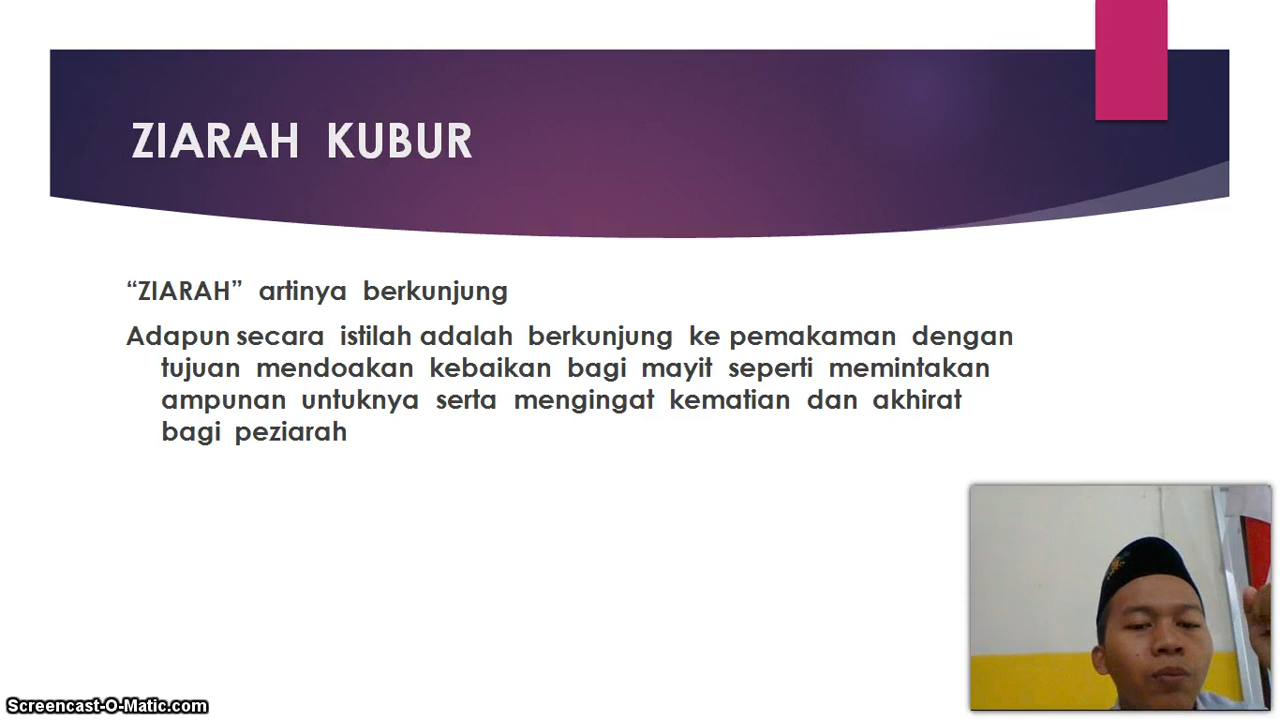 ZIARAH KUBUR
“ZIARAH” artinya berkunjung
Adapun secara istilah adalah berkunjung ke pemakaman dengan
tujuan mendoakan kebaikan bagi mayit seperti memintakan
ampunan untuknya serta mengingat kematian dan akhirat
bagi peziarah
Screencast-O-Matic.com